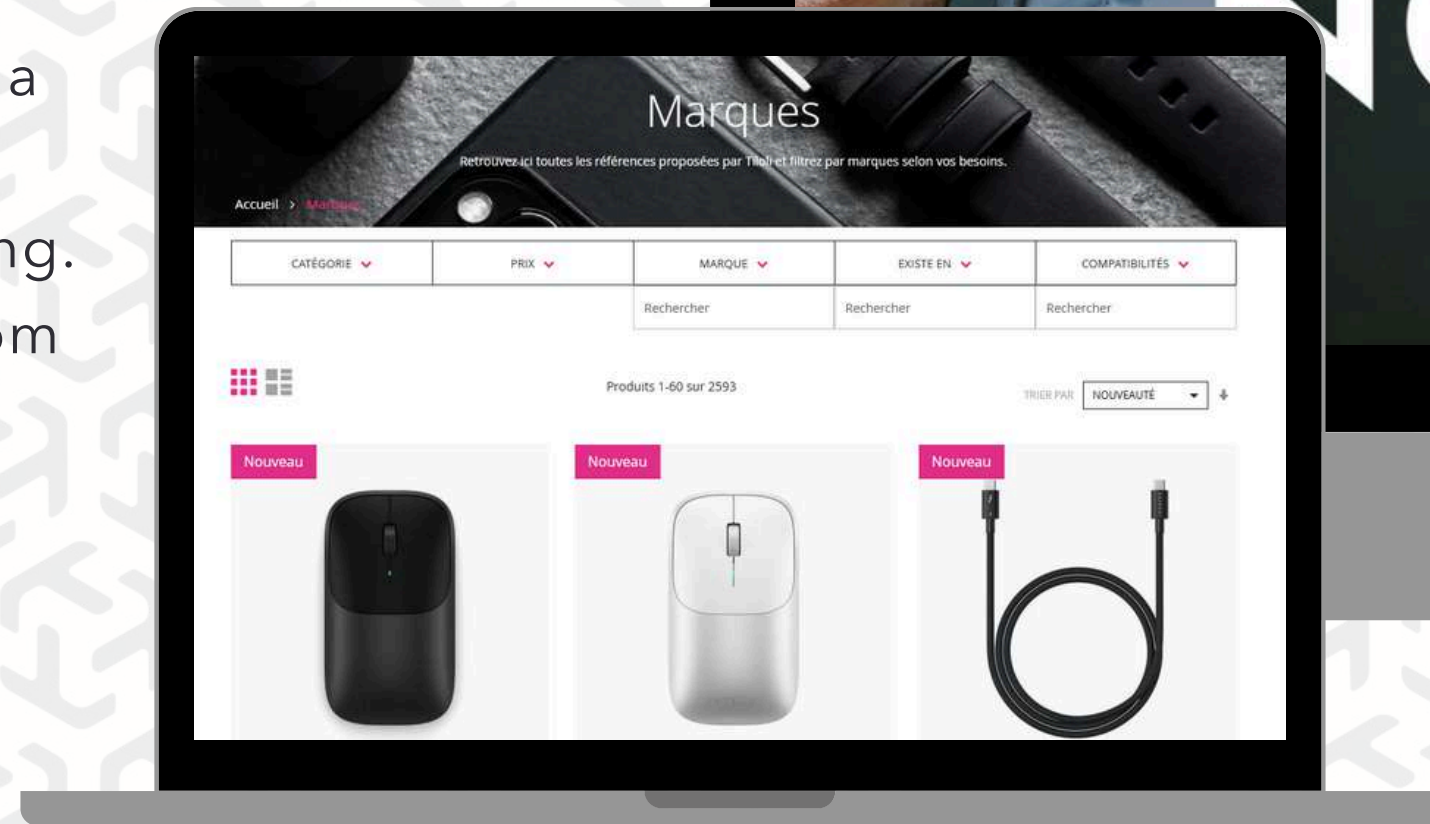 a
ng.
om
Marques
Retrouvez ici toutes les références proposées par Tiloli et filtrez par marques selon vos besoins.
Accueil > Marques
CATÉGORIE PRIX MARQUE EXISTE EN COMPATIBILITÉS
Rechercher Rechercher Rechercher
Produits 1-60 sur 2593
TRIER PAR NOUVEAUTÉ
Nouveau Nouveau Nouveau